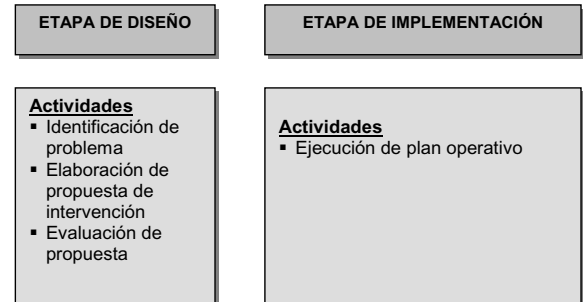 ETAPA DE DISEÑO
ETAPA DE IMPLEMENTACIÓN
Actividades
▪ Identificación de
problema
▪ Elaboración de
propuesta de
intervención
▪ Evaluación de
propuesta
Actividades
▪ Ejecución de plan operativo